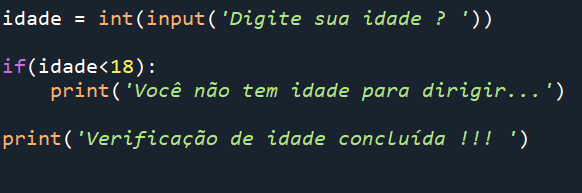 idade = int(input('Digite sua idade ? '))
if(idade<18):
    print('Você não tem idade para dirigir...')
print('Verificação de idade concluída !!! ')